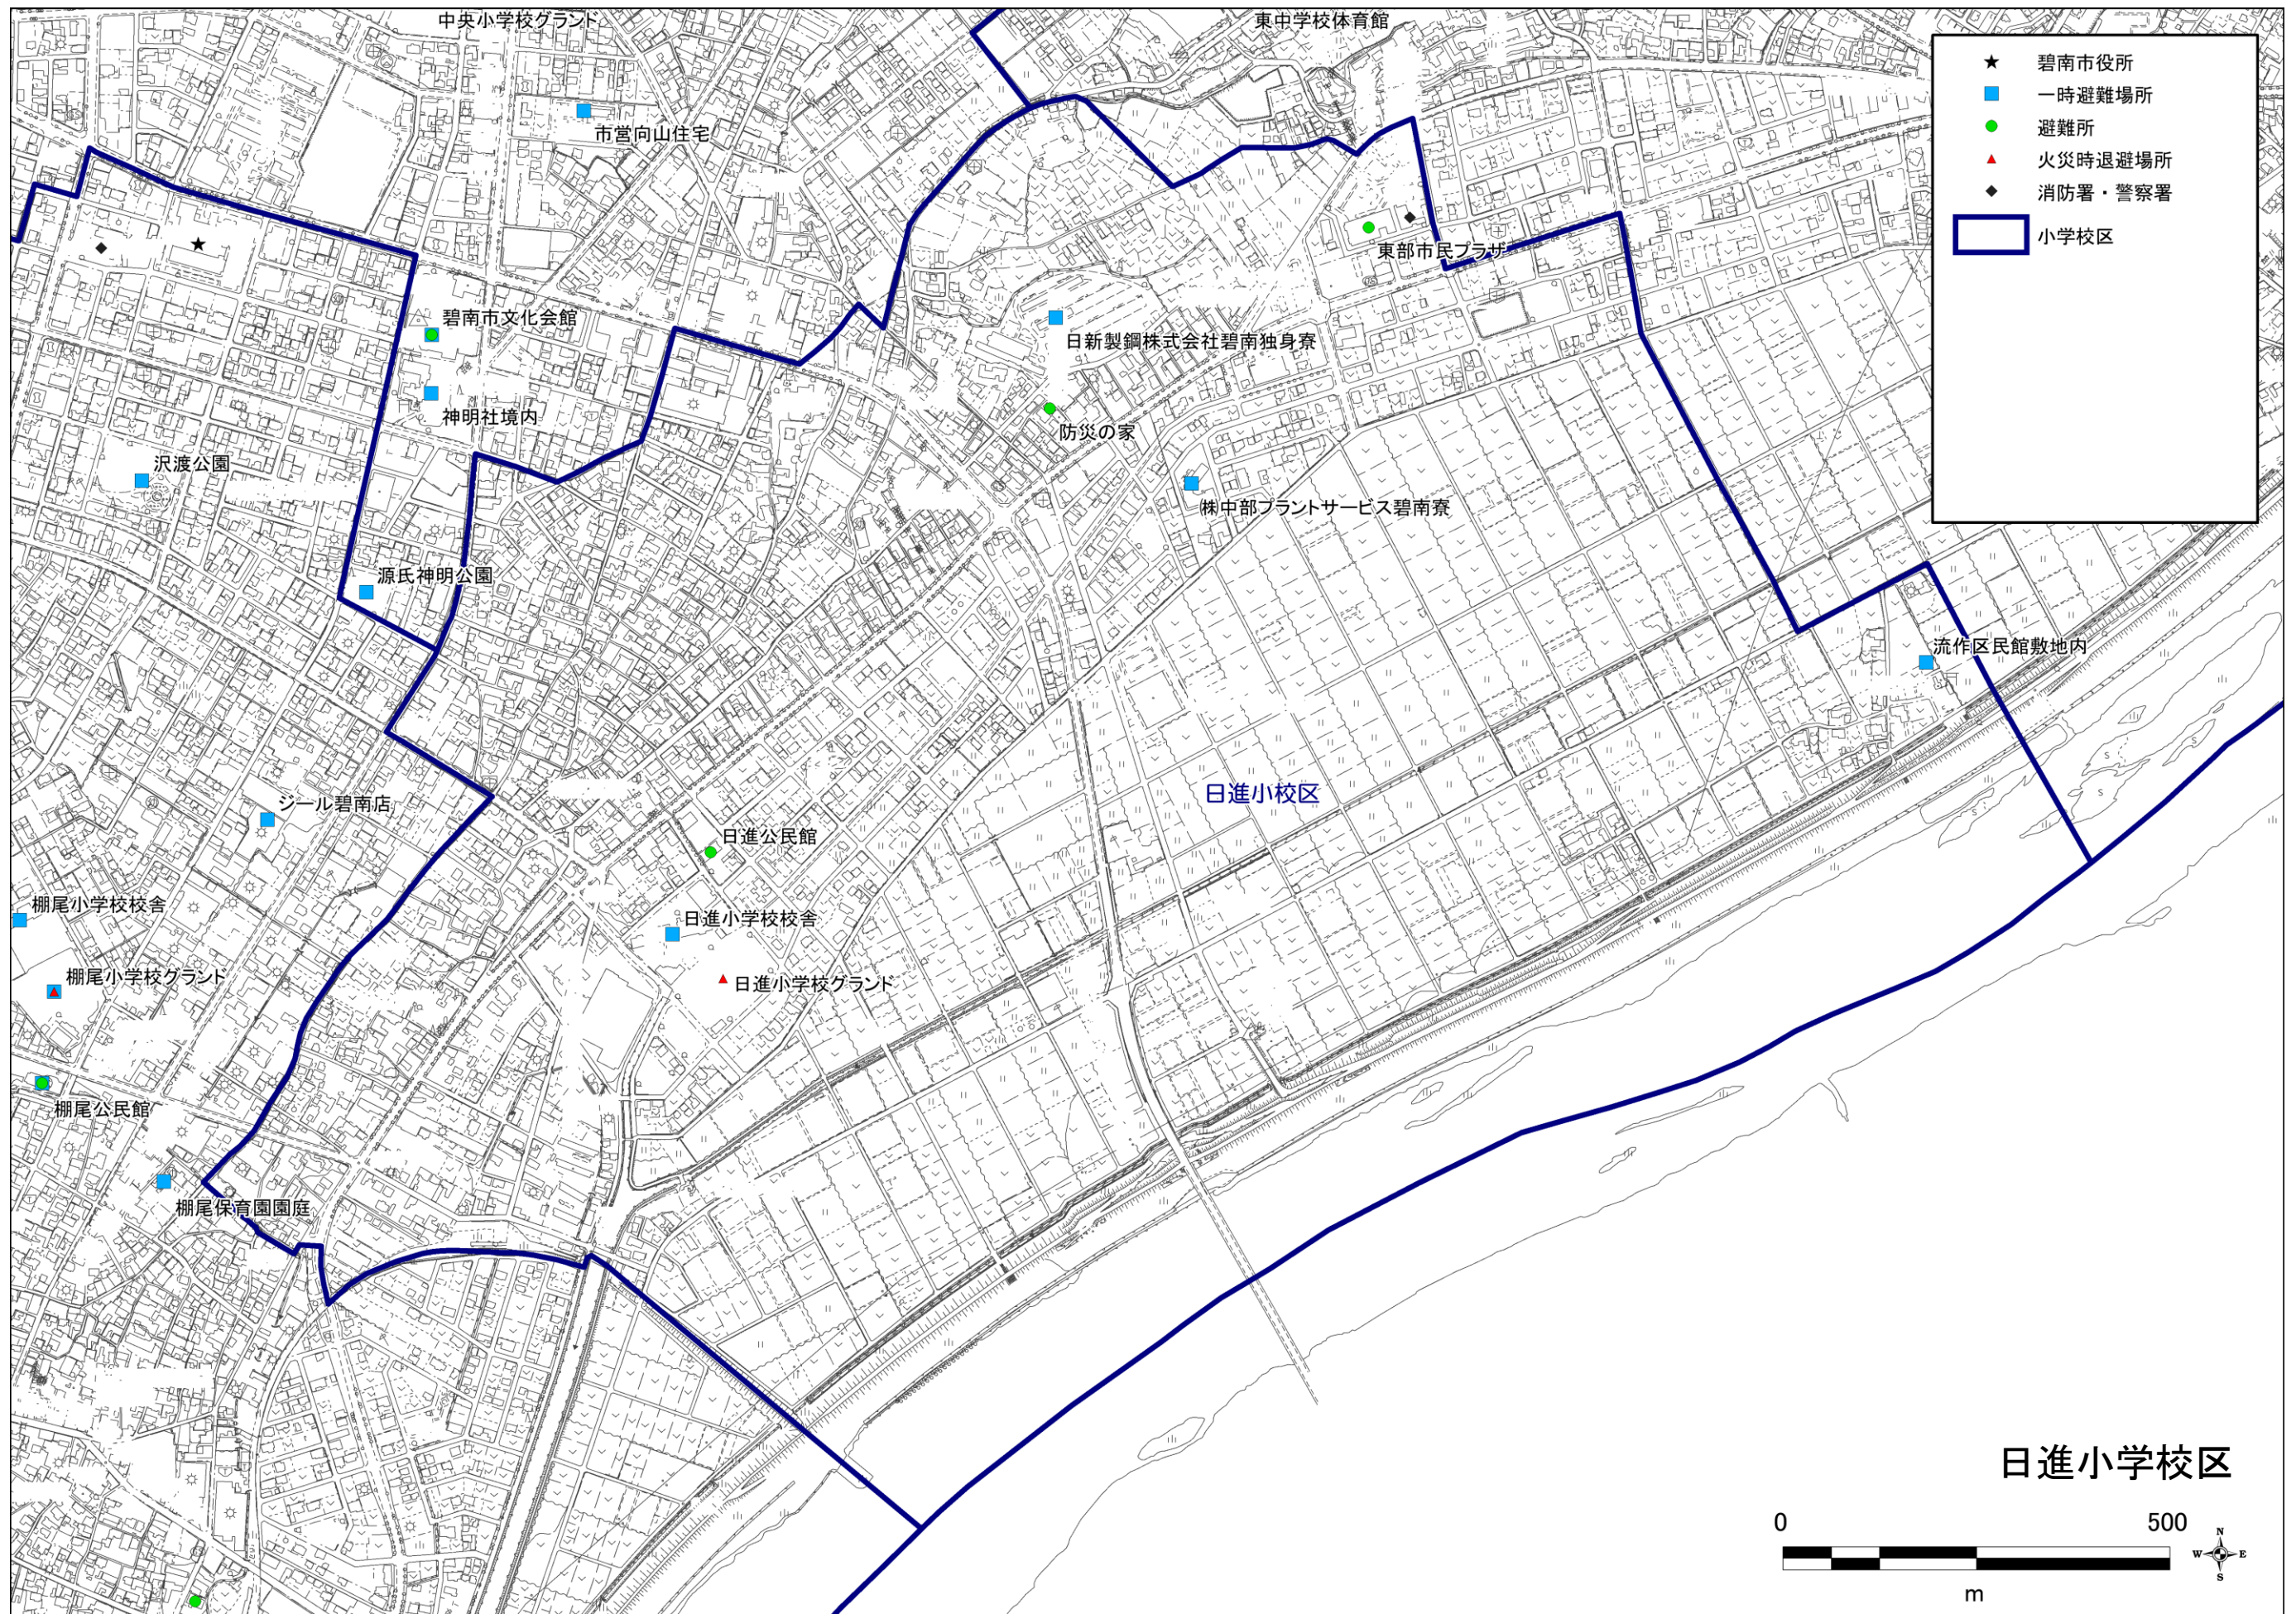 中央小学校グランド
東中学校体育館
碧南市役所
一時避難場所
避難所
火災時退避場所
消防署・警察署
小学校区
市営向山住宅
東部市民プラザ
碧南市文化会館
日新製鋼株式会社碧南独身寮
神明社境内
防災の家
沢渡公園
㈱中部プラントサービス碧南寮
源氏神明公園
流作区民館敷地内
日進小校区
ジール碧南店
日進公民館
棚尾小学校校舎
日進小学校校舎
棚尾小学校グランド
日進小学校グランド
棚尾公民館
棚尾保育園園庭
日進小学校区
0 500
m
N
W E
S